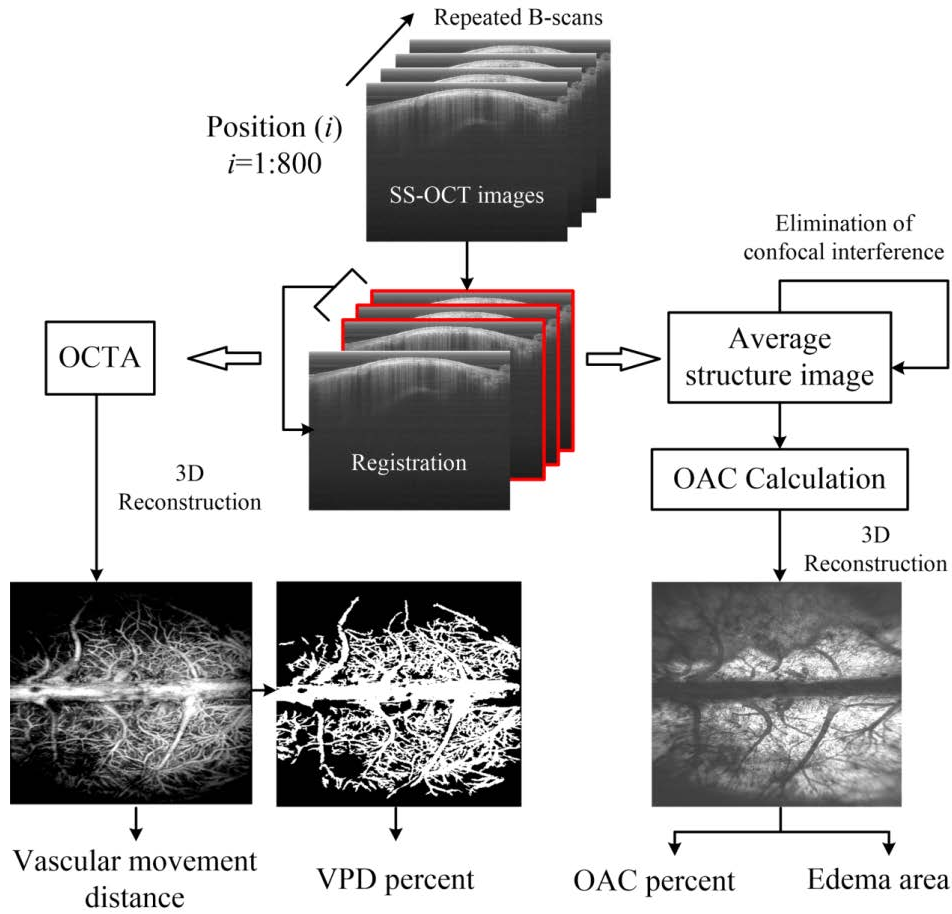 Repeated B-scans
Position (i)
i=1:800
SS-OCT images
Elimination of
confocal interference
OCTA
Average
structure image
Registration
3D
Reconstruction
OAC Calculation
3D
Reconstruction
Vascular movement
distance
VPD percent
OAC percent
Edema area